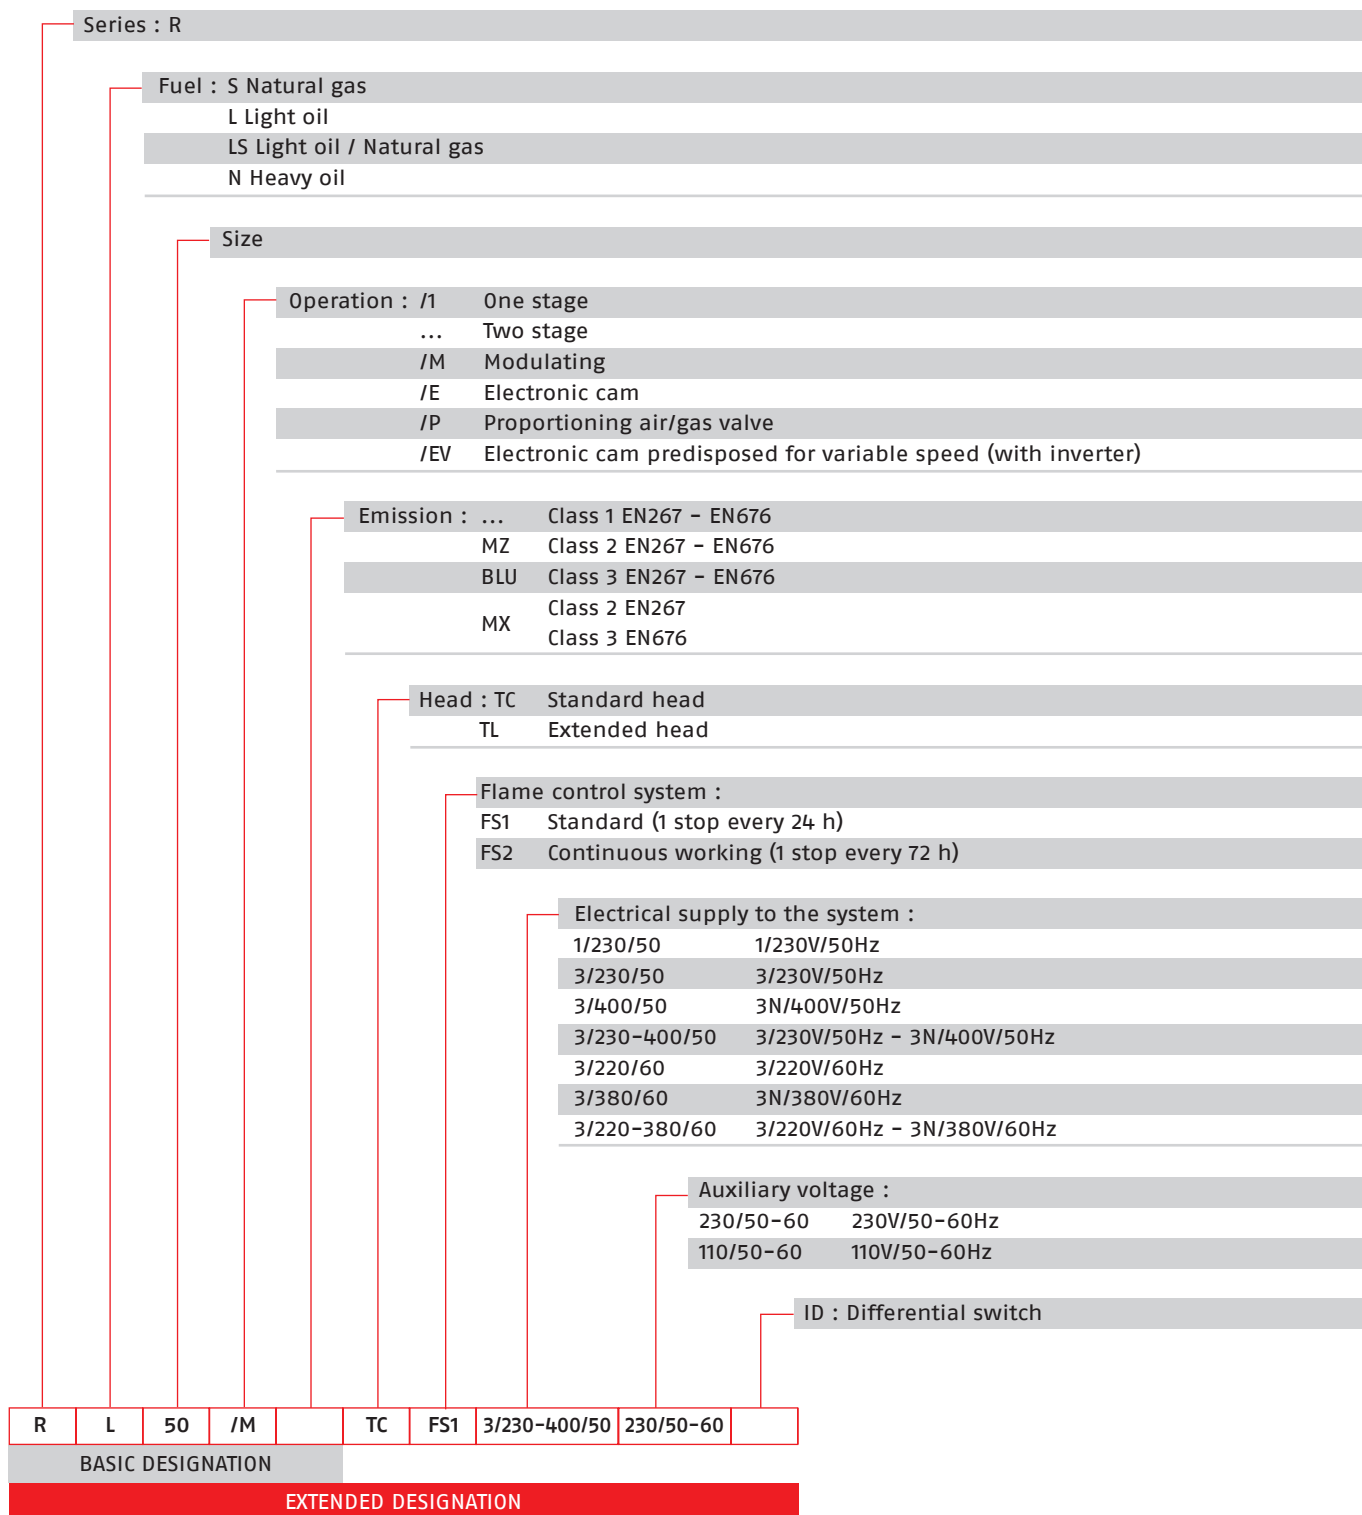 Series : R
Fuel : S Natural gas
L Light oil
LS Light oil / Natural gas
N Heavy oil
Size
Operation : /1 One stage
... Two stage
/M Modulating
/E Electronic cam
/P Proportioning air/gas valve
/EV Electronic cam predisposed for variable speed (with inverter)
Emission : ... Class 1 EN267 - EN676
MZ Class 2 EN267 - EN676
BLU Class 3 EN267 - EN676
MX Class 2 EN267
Class 3 EN676
Head : TC Standard head
TL Extended head
Flame control system :
FS1 Standard (1 stop every 24 h)
FS2 Continuous working (1 stop every 72 h)
Electrical supply to the system :
1/230/50 1/230V/50Hz
3/230/50 3/230V/50Hz
3/400/50 3N/400V/50Hz
3/230-400/50 3/230V/50Hz - 3N/400V/50Hz
3/220/60 3/220V/60Hz
3/380/60 3N/380V/60Hz
3/220-380/60 3/220V/60Hz - 3N/380V/60Hz
Auxiliary voltage :
230/50-60 230V/50-60Hz
110/50-60 110V/50-60Hz
ID : Differential switch
R L 50 /M TC FS1 3/230-400/50 230/50-60
BASIC DESIGNATION
EXTENDED DESIGNATION